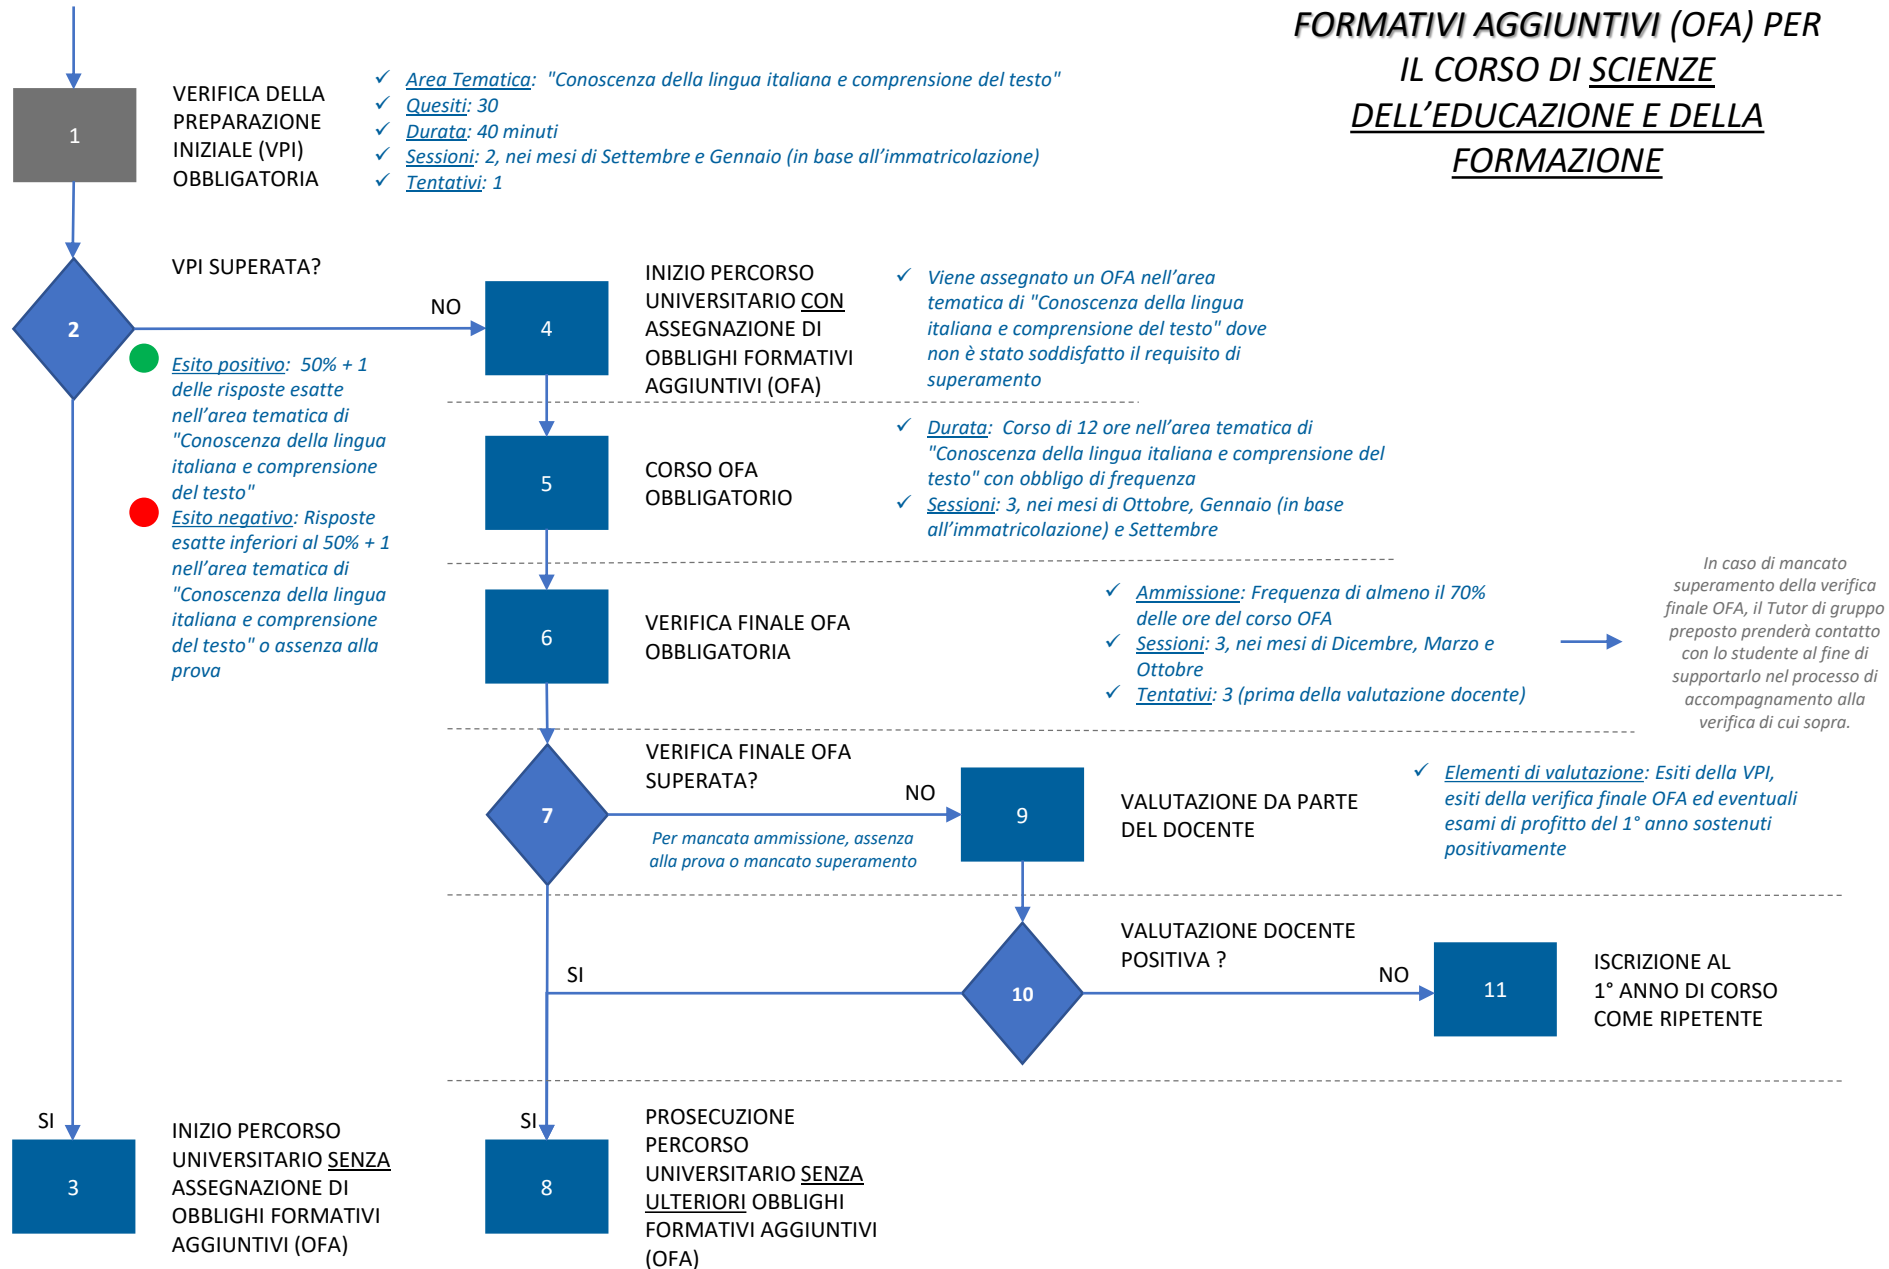 FORMATIVI AGGIUNTIVI (OFA) PER
IL CORSO DI SCIENZE
DELL’EDUCAZIONE E DELLA
FORMAZIONE
1
VERIFICA DELLA
PREPARAZIONE
INIZIALE (VPI)
OBBLIGATORIA
✓ Area Tematica: "Conoscenza della lingua italiana e comprensione del testo"
✓ Quesiti: 30
✓ Durata: 40 minuti
✓ Sessioni: 2, nei mesi di Settembre e Gennaio (in base all’immatricolazione)
✓ Tentativi: 1
2
VPI SUPERATA?
NO
Esito positivo: 50% + 1
delle risposte esatte
nell’area tematica di
"Conoscenza della lingua
italiana e comprensione
del testo"
Esito negativo: Risposte
esatte inferiori al 50% + 1
nell’area tematica di
"Conoscenza della lingua
italiana e comprensione
del testo" o assenza alla
prova
4
INIZIO PERCORSO
UNIVERSITARIO CON
ASSEGNAZIONE DI
OBBLIGHI FORMATIVI
AGGIUNTIVI (OFA)
✓ Viene assegnato un OFA nell’area
tematica di "Conoscenza della lingua
italiana e comprensione del testo" dove
non è stato soddisfatto il requisito di
superamento
5
CORSO OFA
OBBLIGATORIO
✓ Durata: Corso di 12 ore nell’area tematica di
"Conoscenza della lingua italiana e comprensione del
testo" con obbligo di frequenza
✓ Sessioni: 3, nei mesi di Ottobre, Gennaio (in base
all’immatricolazione) e Settembre
6
VERIFICA FINALE OFA
OBBLIGATORIA
✓ Ammissione: Frequenza di almeno il 70%
delle ore del corso OFA
✓ Sessioni: 3, nei mesi di Dicembre, Marzo e
Ottobre
✓ Tentativi: 3 (prima della valutazione docente)
In caso di mancato
superamento della verifica
finale OFA, il Tutor di gruppo
preposto prenderà contatto
con lo studente al fine di
supportarlo nel processo di
accompagnamento alla
verifica di cui sopra.
7
VERIFICA FINALE OFA
SUPERATA?
NO
Per mancata ammissione, assenza
alla prova o mancato superamento
9
VALUTAZIONE DA PARTE
DEL DOCENTE
✓ Elementi di valutazione: Esiti della VPI,
esiti della verifica finale OFA ed eventuali
esami di profitto del 1° anno sostenuti
positivamente
SI
10
VALUTAZIONE DOCENTE
POSITIVA ?
NO
11
ISCRIZIONE AL
1° ANNO DI CORSO
COME RIPETENTE
SI
3
INIZIO PERCORSO
UNIVERSITARIO SENZA
ASSEGNAZIONE DI
OBBLIGHI FORMATIVI
AGGIUNTIVI (OFA)
SI
8
PROSECUZIONE
PERCORSO
UNIVERSITARIO SENZA
ULTERIORI OBBLIGHI
FORMATIVI AGGIUNTIVI
(OFA)